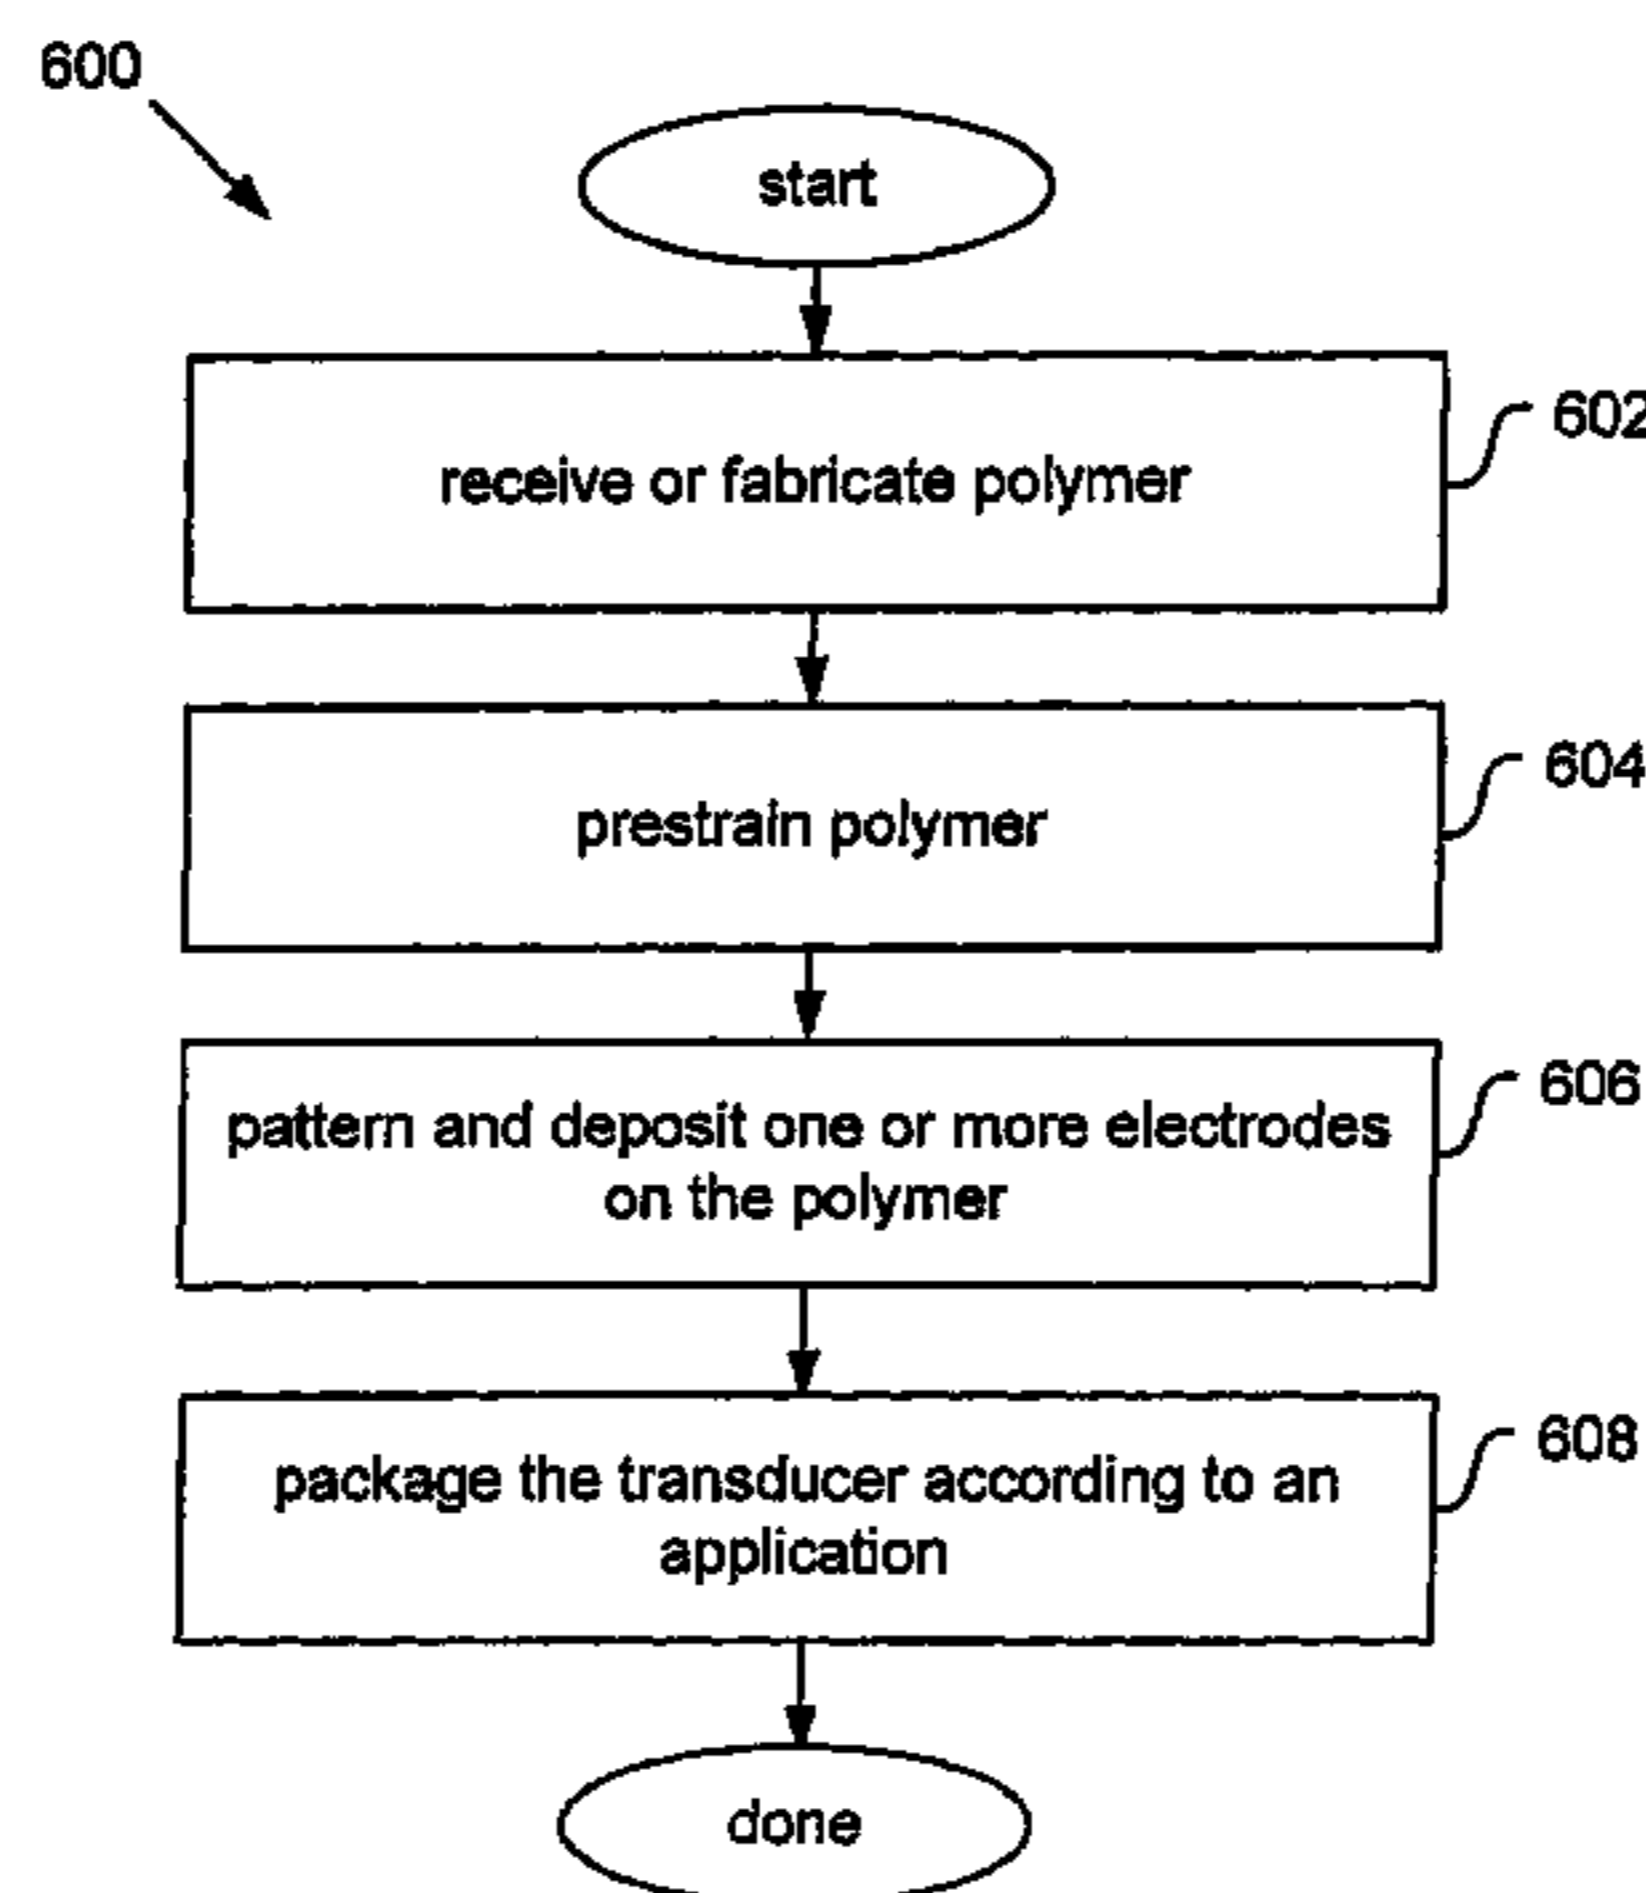 600
start
receive or fabricate polymer
602
prestrain polymer
604
pattern and deposit one or more electrodes
on the polymer
606
package the transducer according to an
application
608
done